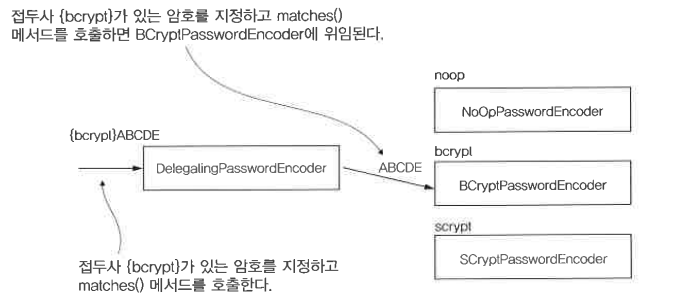 접두사 {bcrypt}가 있는 암호를 지정하고 matches()
메서드를 호출하면 BCryptPasswordEncoder에 위임된다.
noop
NoOpPasswordEncoder
{bcrypt}ABCDE
DelegalingPasswordEncoder
ABCDE
bcrypt
BCryptPasswordEncoder
scrypt
SCryptPasswordEncoder
접두사 {bcrypt}가 있는 암호를 지정하고
matches() 메서드를 호출한다.